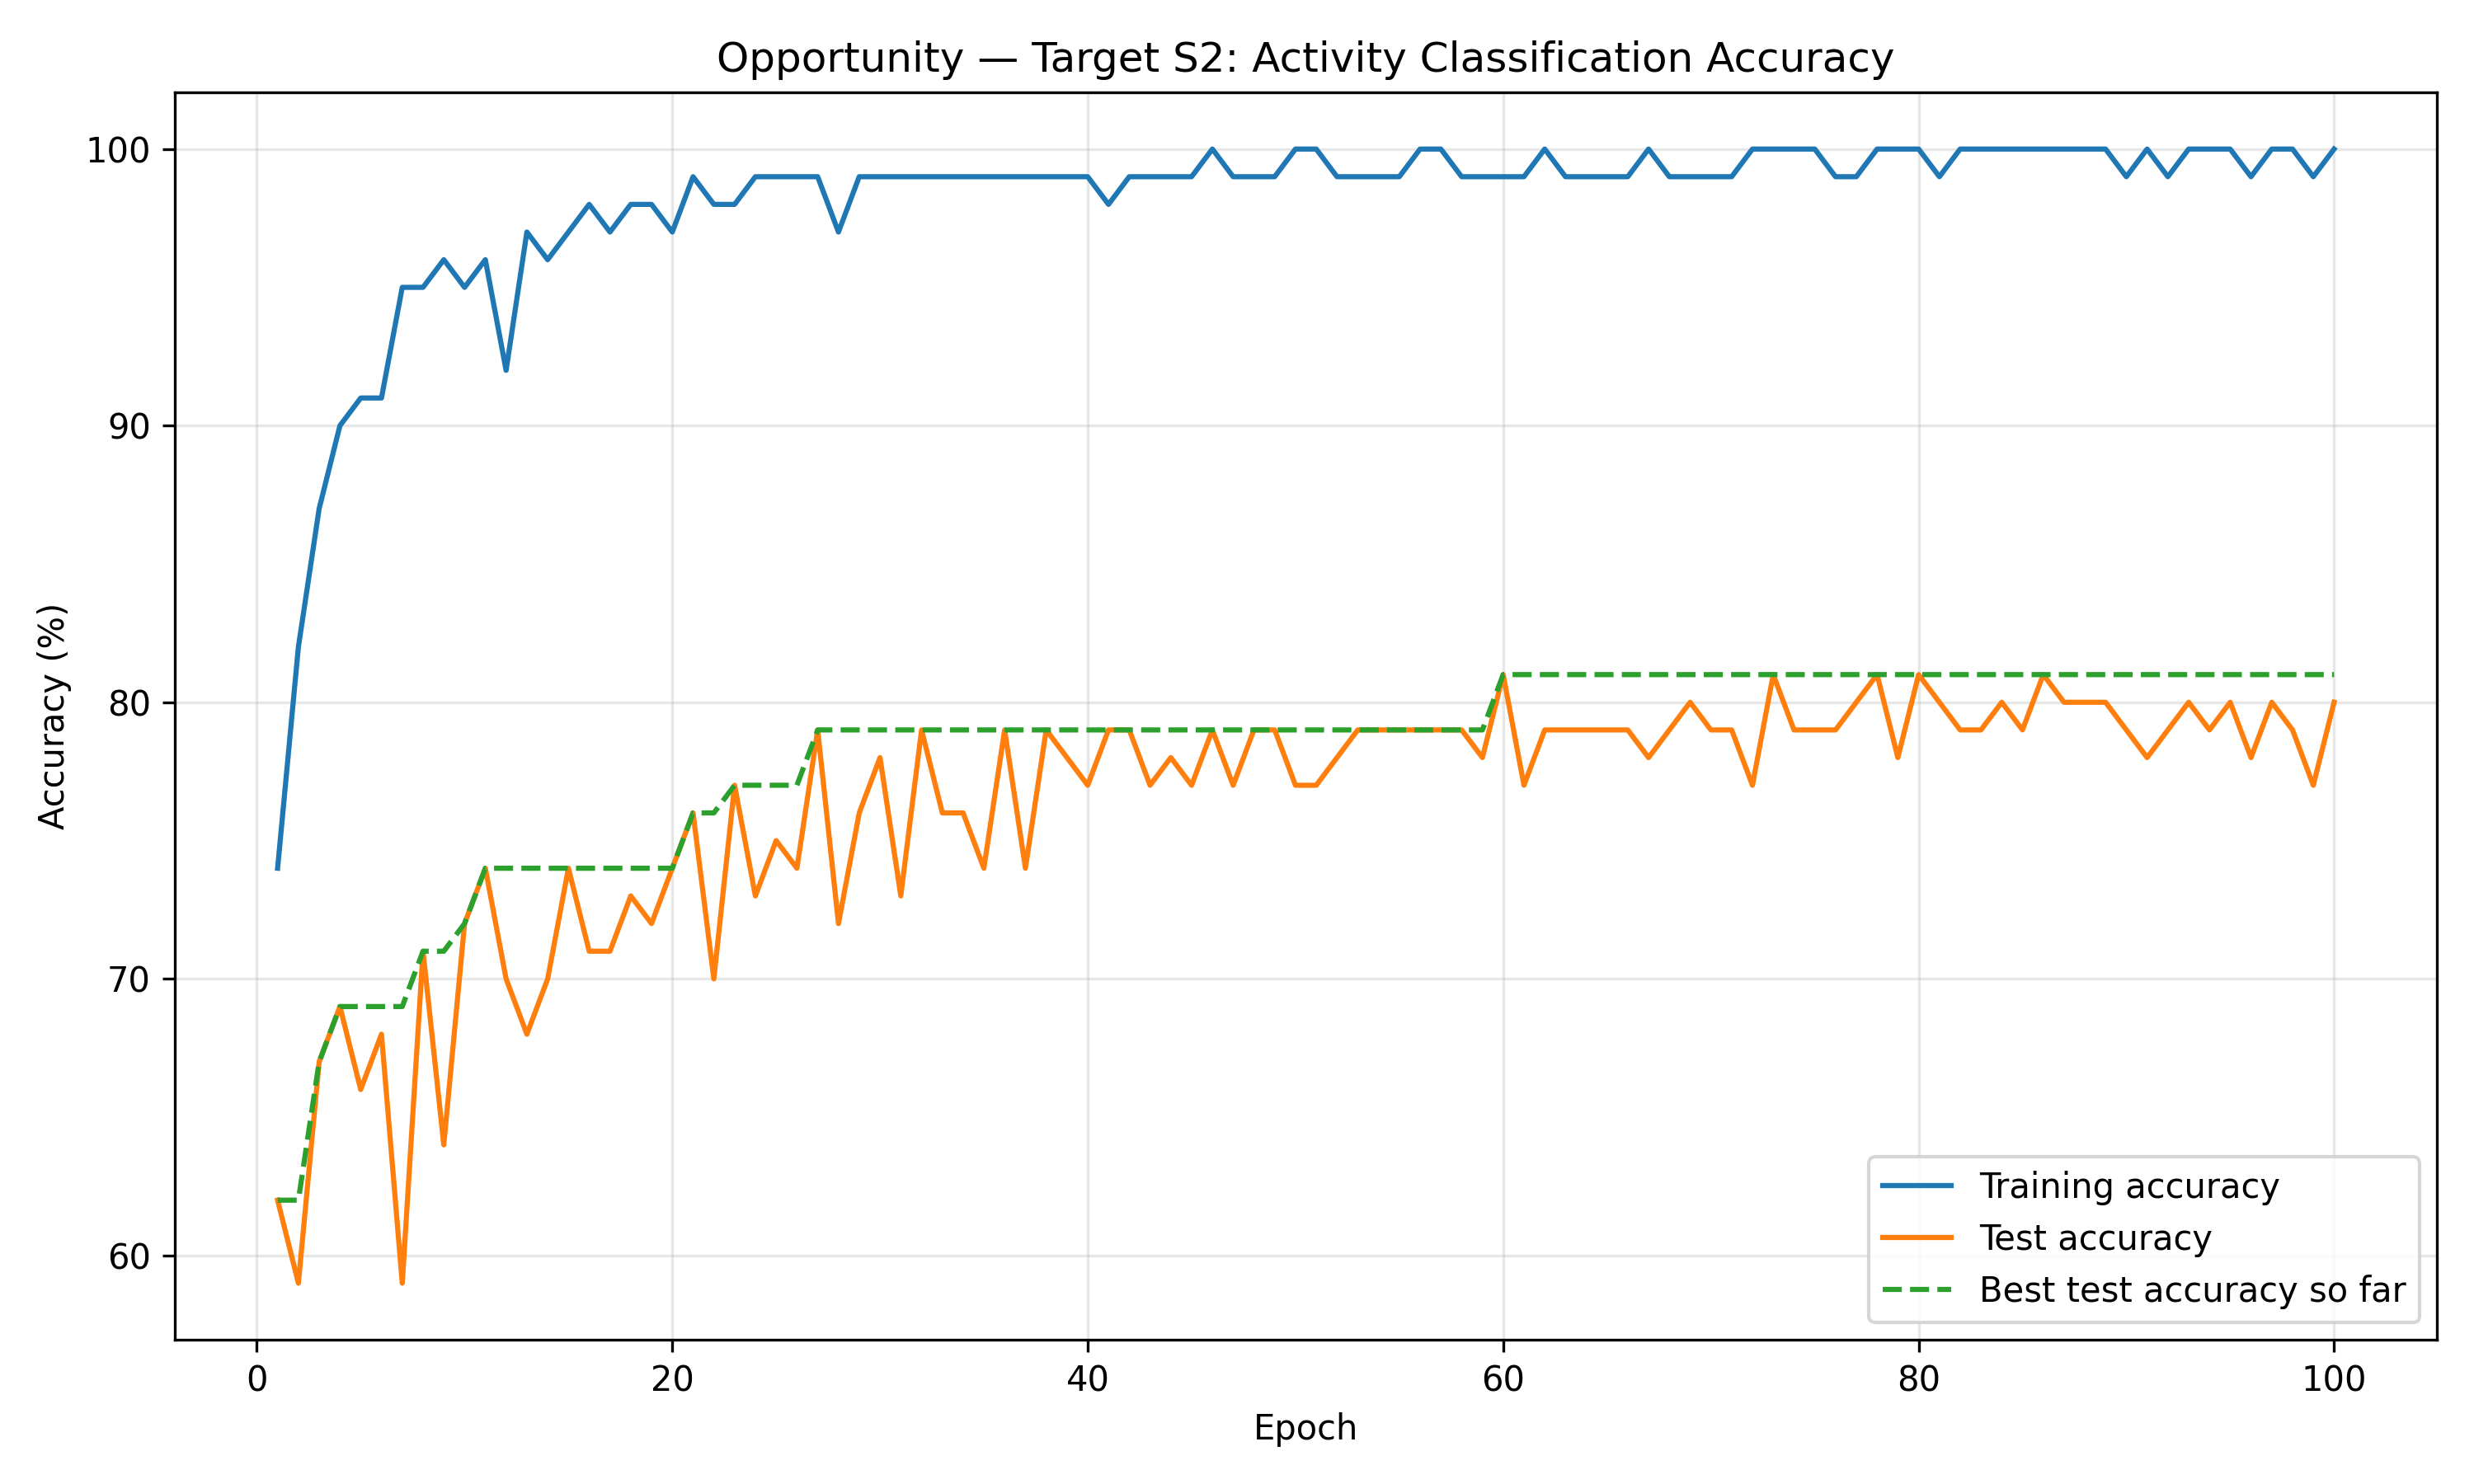 Opportunity — Target S2: Activity Classification Accuracy
100
90
80
70
60
Accuracy (%)
0 20 40 60 80 100
Epoch
Training accuracy
Test accuracy
Best test accuracy so far